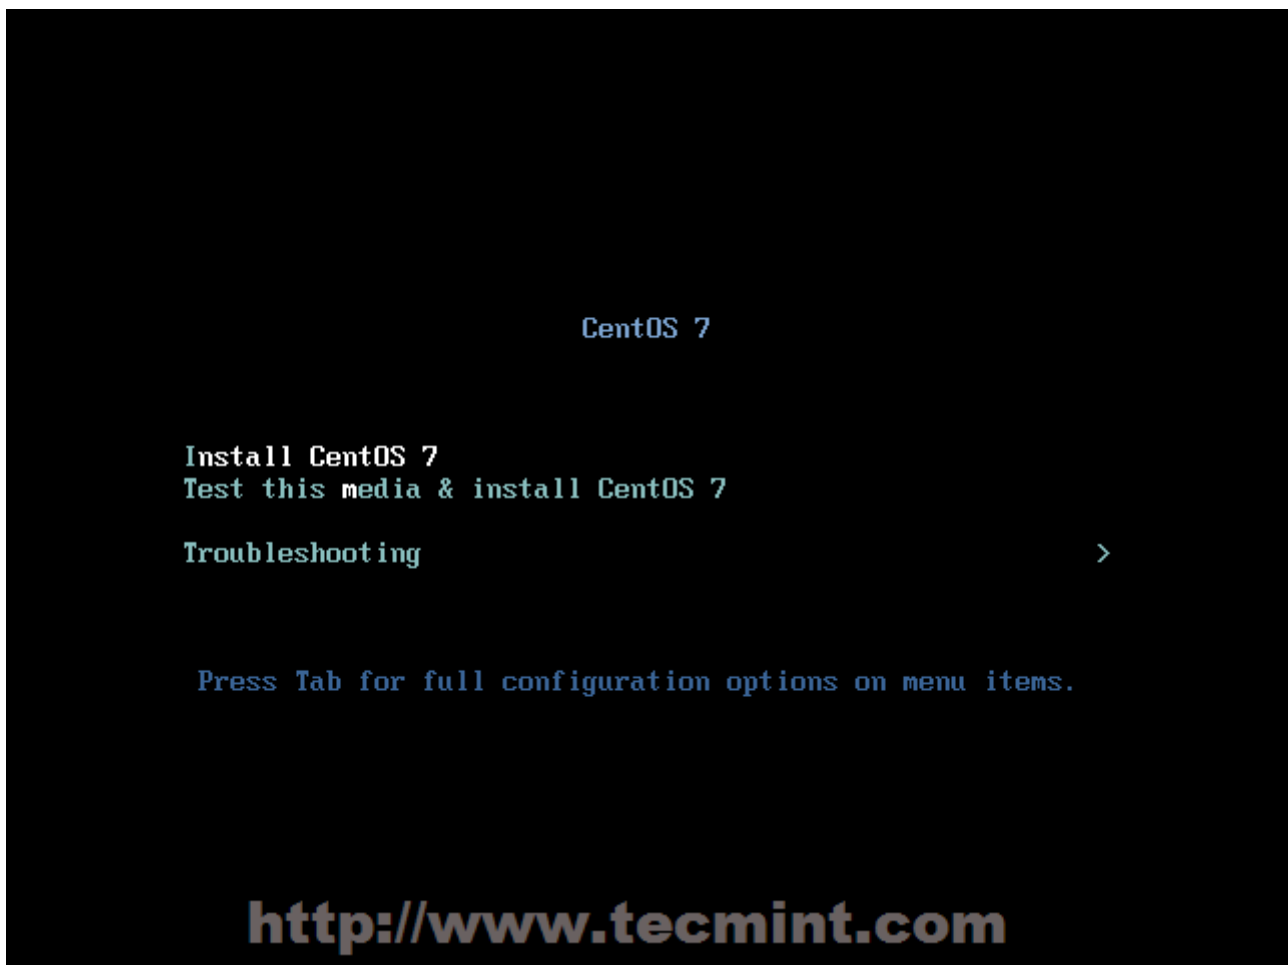 CentOS 7
Install CentOS 7
Test this media & install CentOS 7
Troubleshooting >
Press Tab for full configuration options on menu items.
http://www.tecmint.com